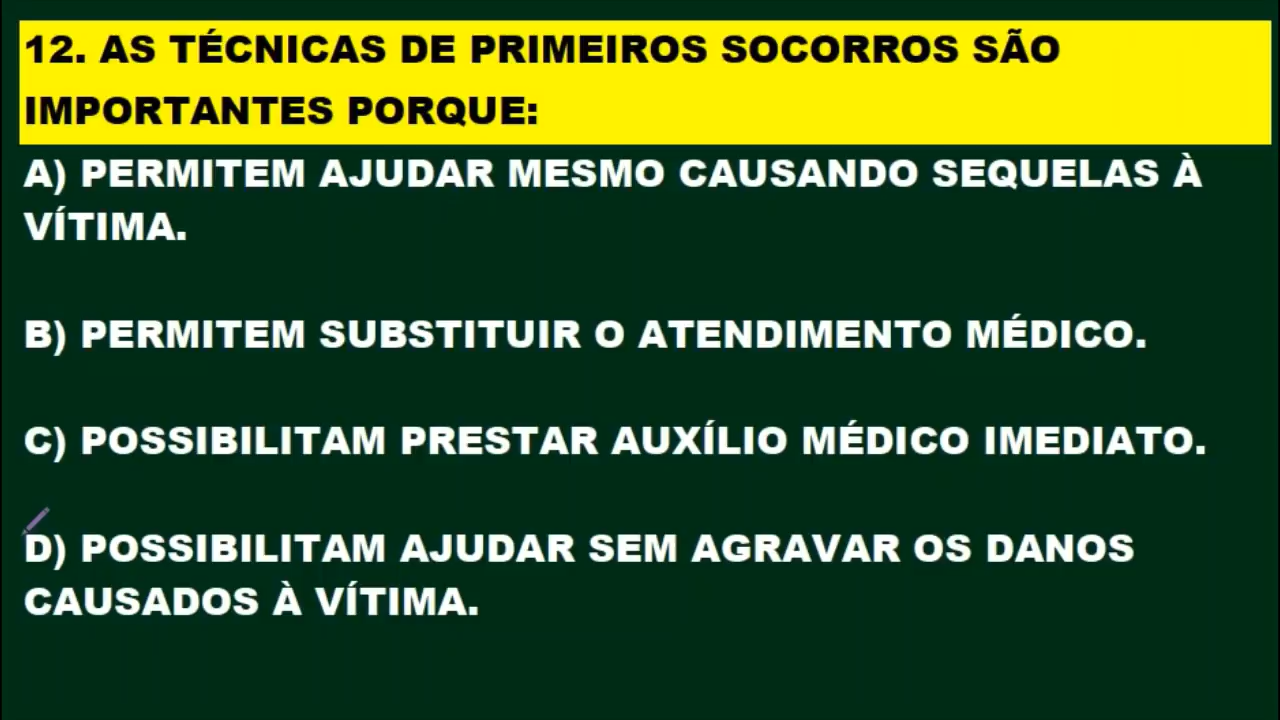 12. AS TÉCNICAS DE PRIMEIROS SOCORROS SÃO
IMPORTANTES PORQUE:
A) PERMITEM AJUDAR MESMO CAUSANDO SEQUELAS À
VÍTIMA.
B) PERMITEM SUBSTITUIR O ATENDIMENTO MÉDICO.
C) POSSIBILITAM PRESTAR AUXÍLIO MÉDICO IMEDIATO.
D) POSSIBILITAM AJUDAR SEM AGRAVAR OS DANOS
CAUSADOS À VÍTIMA.